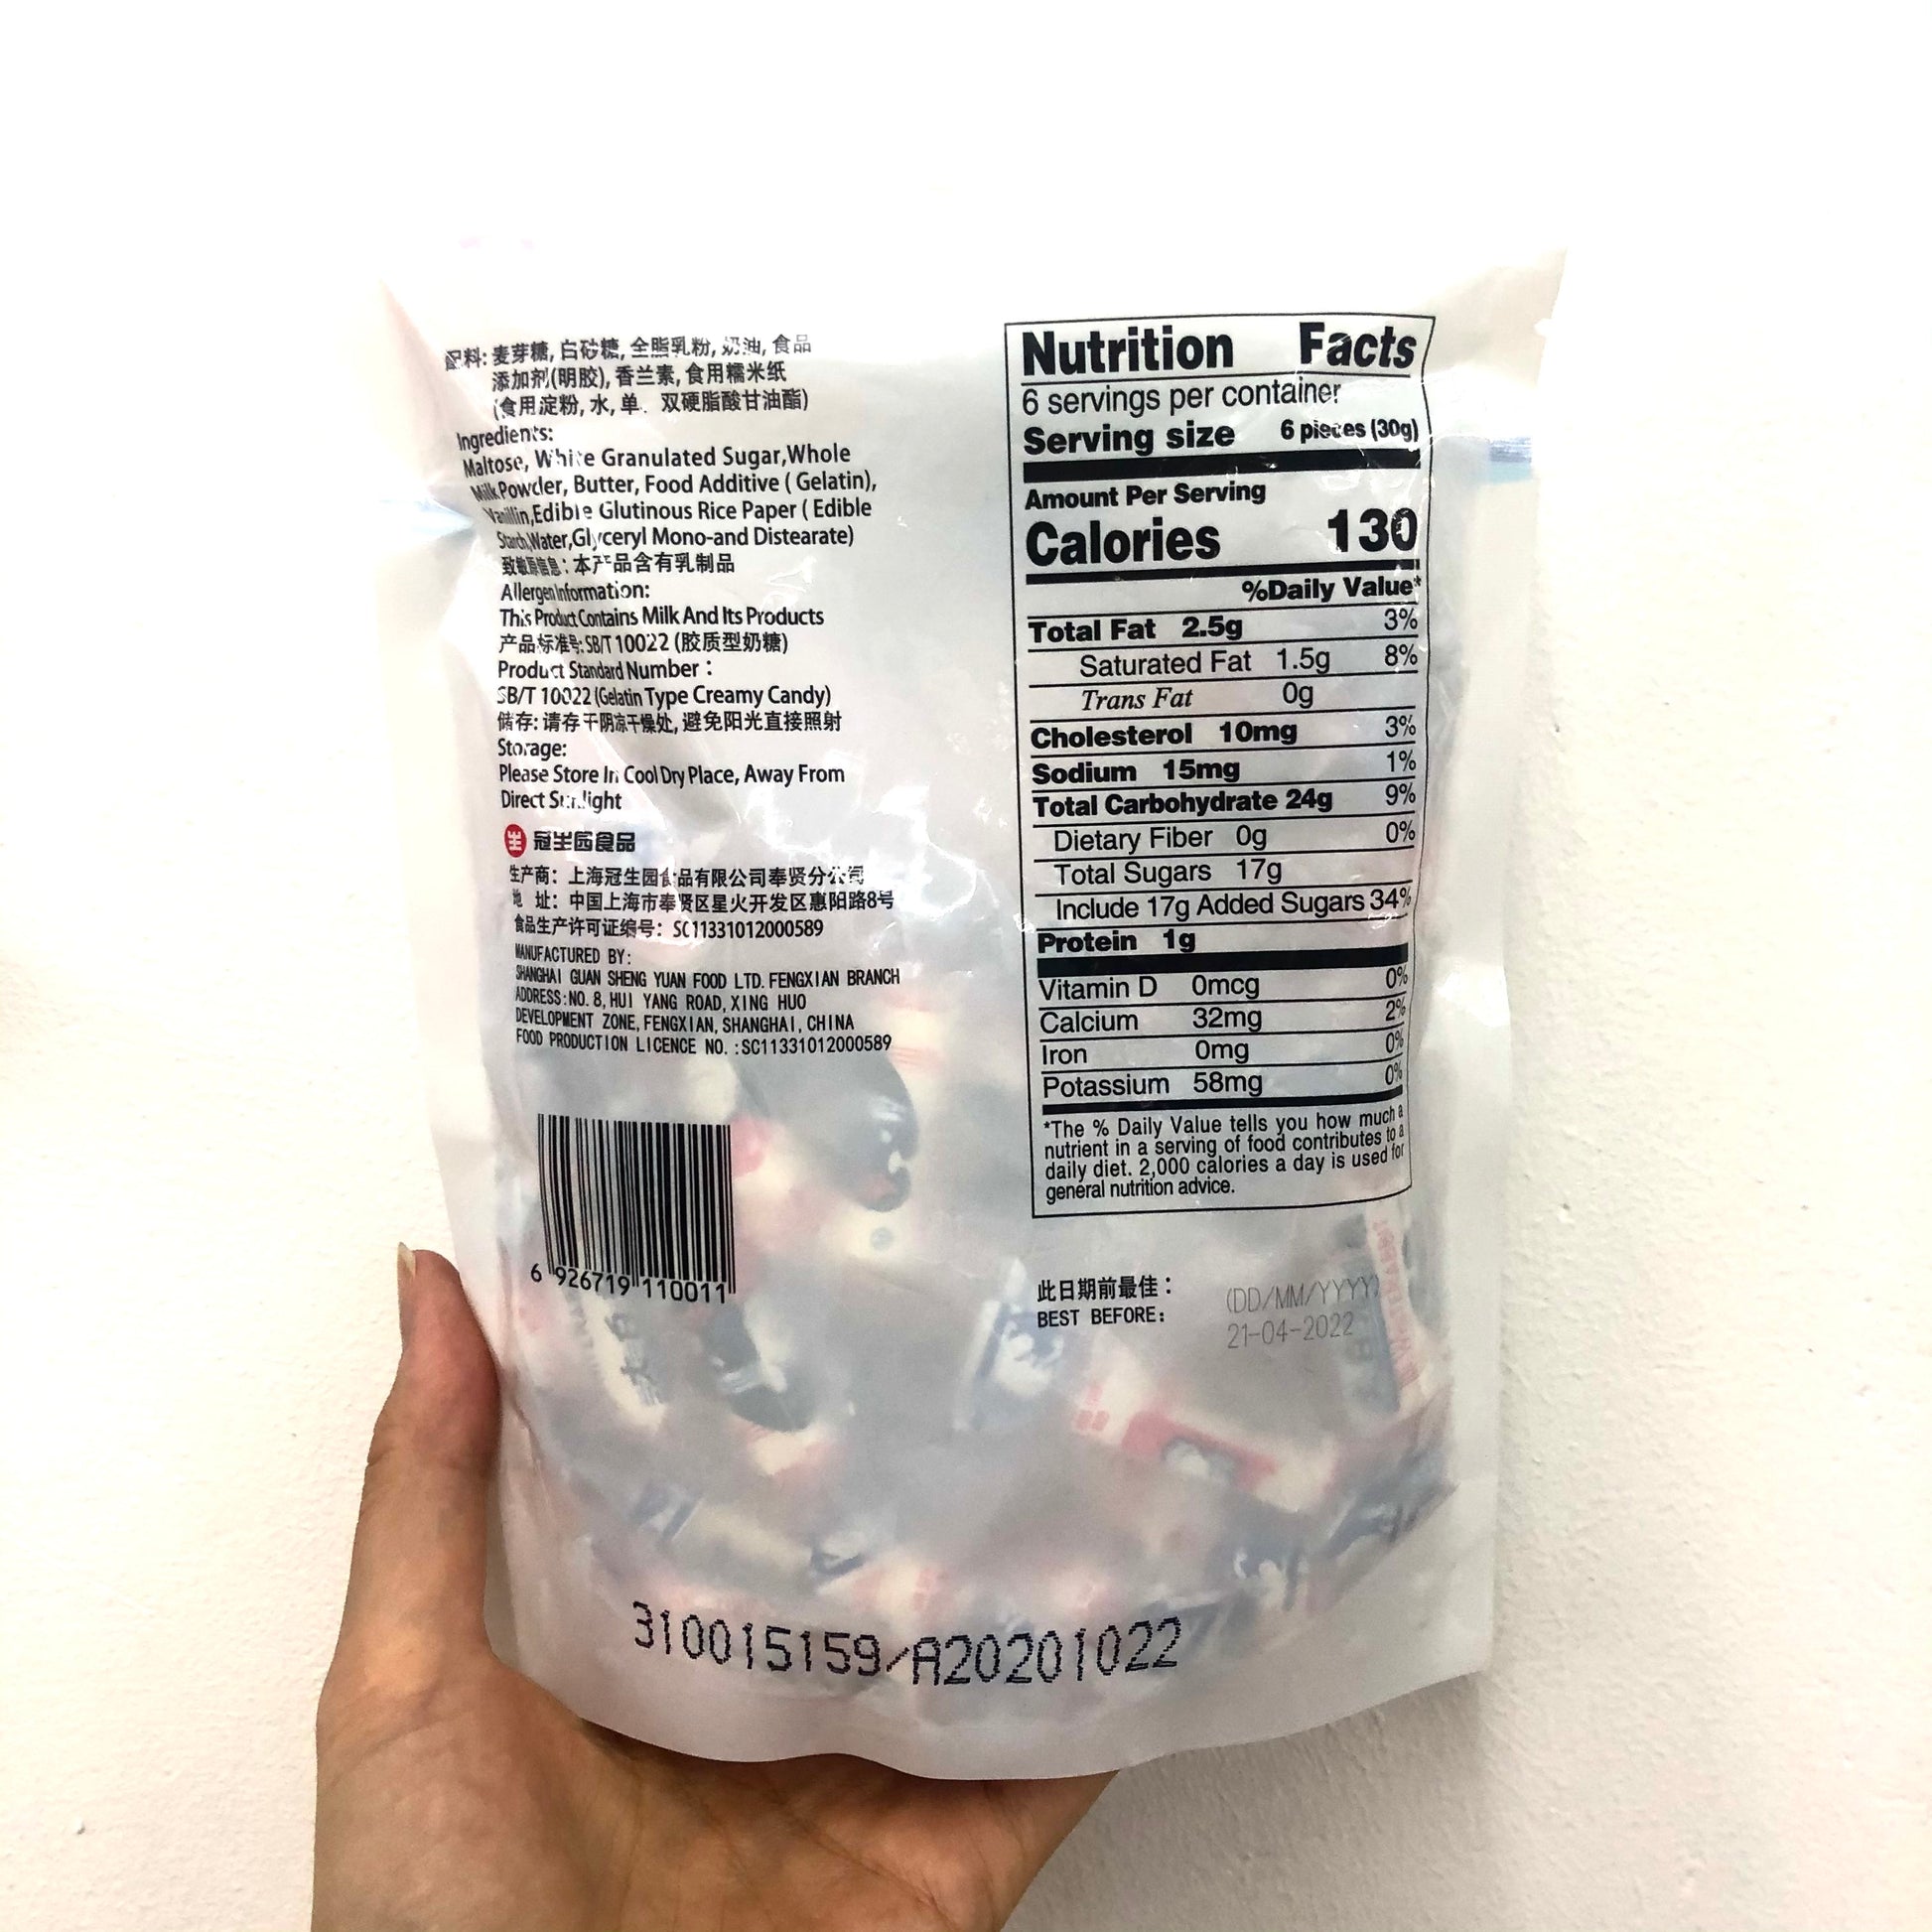 配料: 麦芽糖, 白砂糖, 全脂乳粉, 奶油, 食品
添加剂(明胶), 香兰素, 食用糯米纸
(食用淀粉, 水, 单. 双硬脂酸甘油酯)
Ingredients:
Maltose, White Granulated Sugar,Whole
Milk Powder, Butter, Food Additive ( Gelatin),
Vanillin,Edible Glutinous Rice Paper ( Edible
Starch,Water,Glyceryl Mono-and Distearate)
致敏原信息: 本产品含有乳制品
Allergen Information:
This Product Contains Milk And Its Products
产品标准号: SB/T 10022 (胶质型奶糖)
Product Standard Number :
SB/T 10022 (Gelatin Type Creamy Candy)
储存: 请存于阴凉干燥处, 避免阳光直接照射
Storage:
Please Store In Cool Dry Place, Away From
Direct Sunlight
生 冠生园食品
生产商: 上海冠生园食品有限公司奉贤分公司
地 址: 中国上海市奉贤区星火开发区惠阳路8号
食品生产许可证编号: SC11331012000589
MANUFACTURED BY:
SHANGHAI GUAN SHENG YUAN FOOD LTD. FENGXIAN BRANCH
ADDRESS:NO. 8, HUI YANG ROAD, XING HUO
DEVELOPMENT ZONE, FENGXIAN, SHANGHAI, CHINA
FOOD PRODUCTION LICENCE NO. :SC11331012000589
6 926719 110011
Nutrition Facts
6 servings per container
Serving size 6 pieces (30g)
Amount Per Serving
Calories 130
%Daily Value*
Total Fat 2.5g 3%
Saturated Fat 1.5g 8%
Trans Fat 0g
Cholesterol 10mg 3%
Sodium 15mg 1%
Total Carbohydrate 24g 9%
Dietary Fiber 0g 0%
Total Sugars 17g
Include 17g Added Sugars 34%
Protein 1g
Vitamin D 0mcg 0%
Calcium 32mg 2%
Iron 0mg 0%
Potassium 58mg 0%
*The % Daily Value tells you how much a
nutrient in a serving of food contributes to a
daily diet. 2,000 calories a day is used for
general nutrition advice.
此日期前最佳: (DD/MM/YYYY)
BEST BEFORE: 21-04-2022
310015159/A20201022